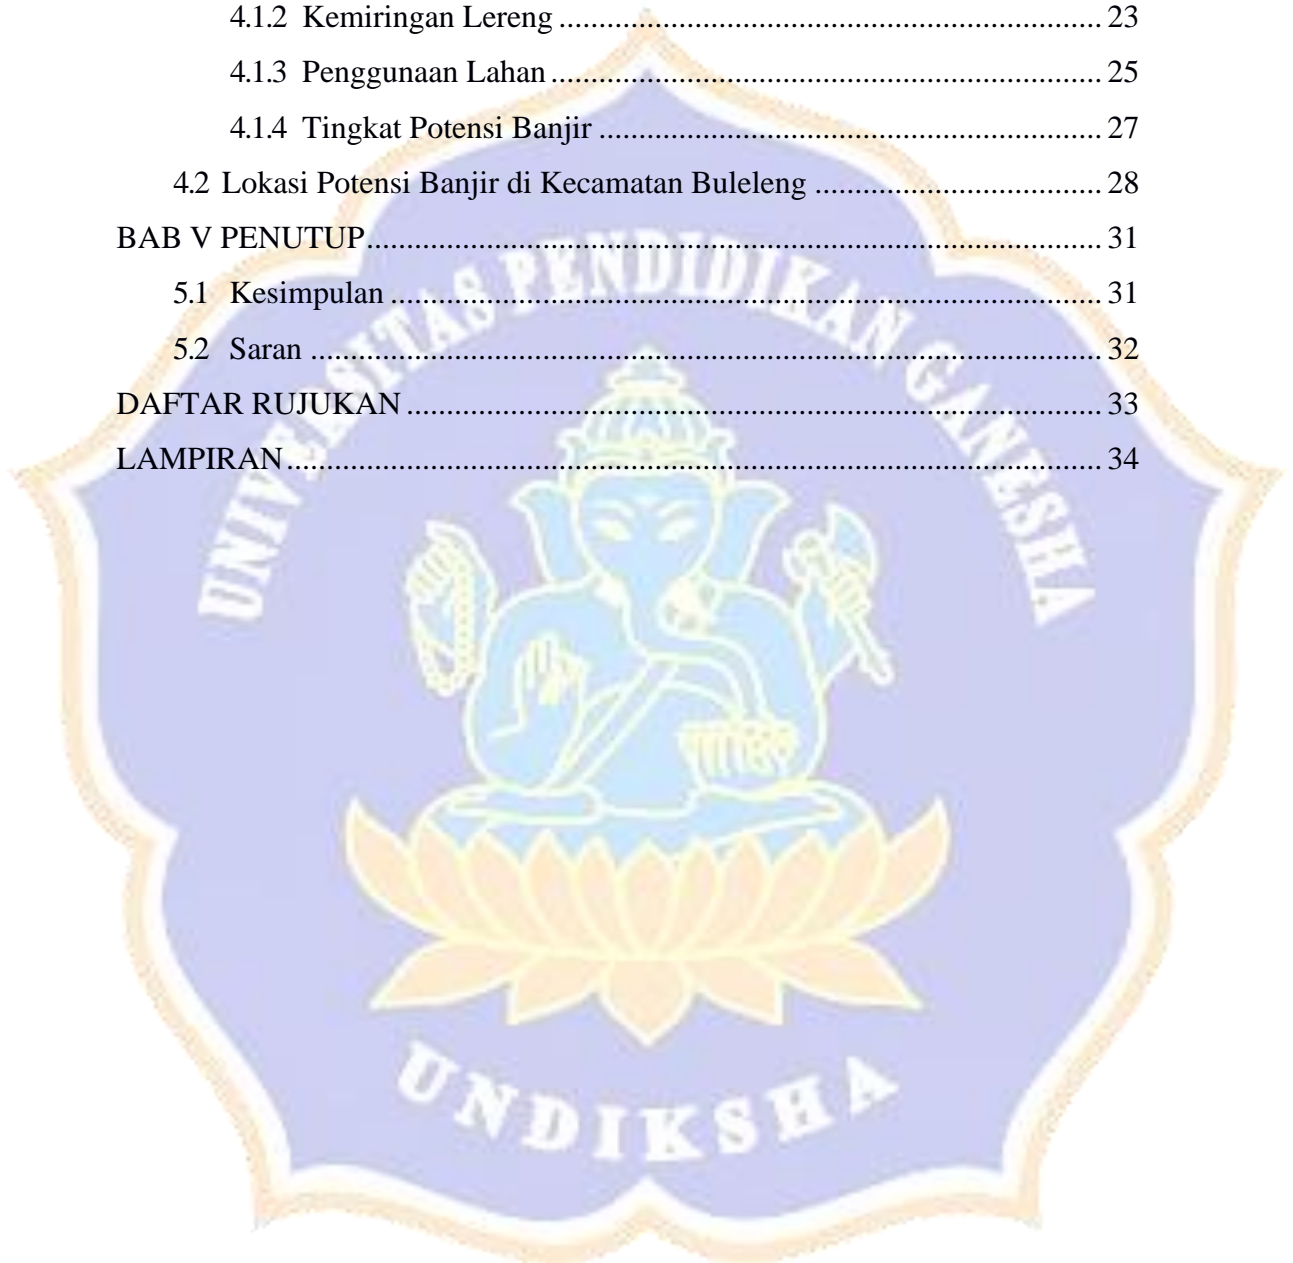 4.1.2 Kemiringan Lereng ........................................................................ 23
4.1.3 Penggunaan Lahan ......................................................................... 25
4.1.4 Tingkat Potensi Banjir ................................................................... 27
4.2 Lokasi Potensi Banjir di Kecamatan Buleleng ..................................... 28
BAB V PENUTUP ............................................................................................ 31
5.1 Kesimpulan ......................................................................................... 31
5.2 Saran ................................................................................................... 32
DAFTAR RUJUKAN ........................................................................................ 33
LAMPIRAN ...................................................................................................... 34
UNIVERSITAS PENDIDIKAN GANESHA
UNDIKSHA